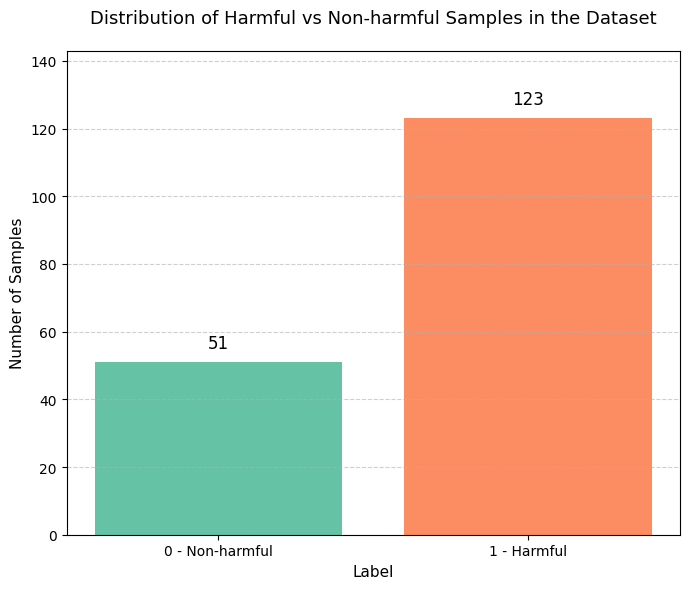 Distribution of Harmful vs Non-harmful Samples in the Dataset
140
120
100
80
60
40
20
0
Number of Samples
51
123
0 - Non-harmful
1 - Harmful
Label